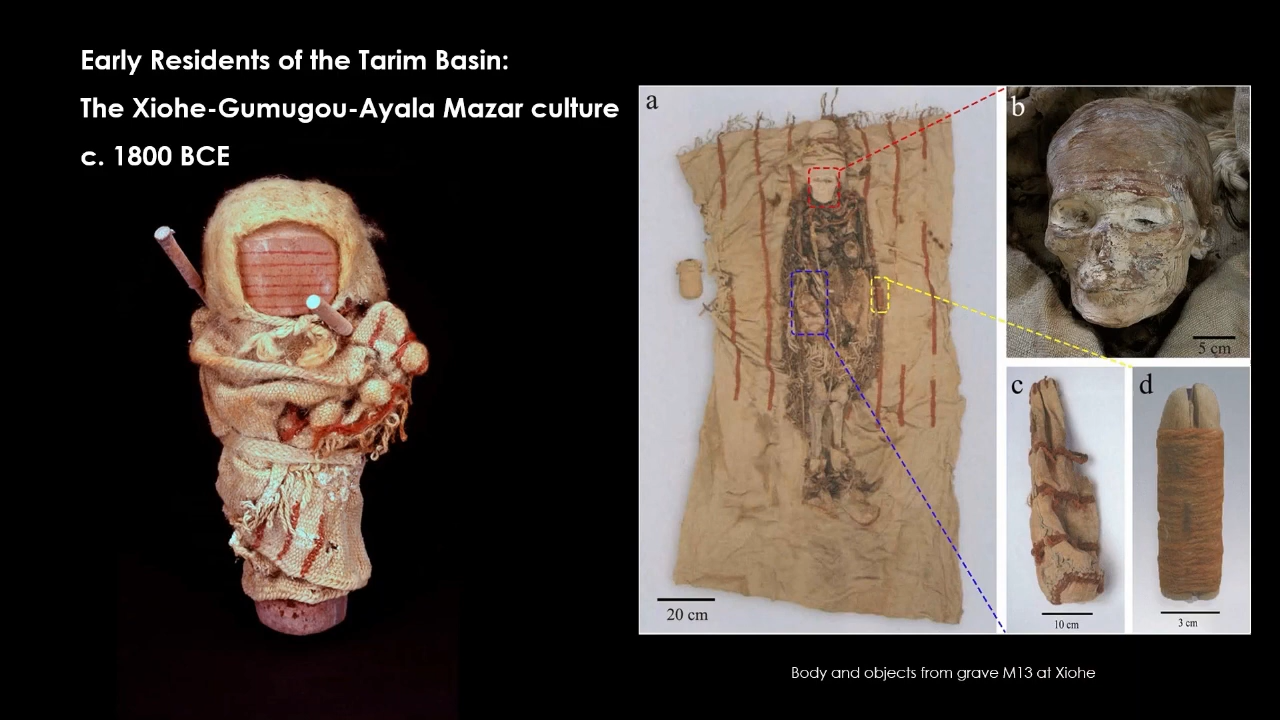 Early Residents of the Tarim Basin:
The Xiohe-Gumugou-Ayala Mazar culture
c. 1800 BCE
a
b
5 cm
20 cm
c
10 cm
d
3 cm
Body and objects from grave M13 at Xiohe